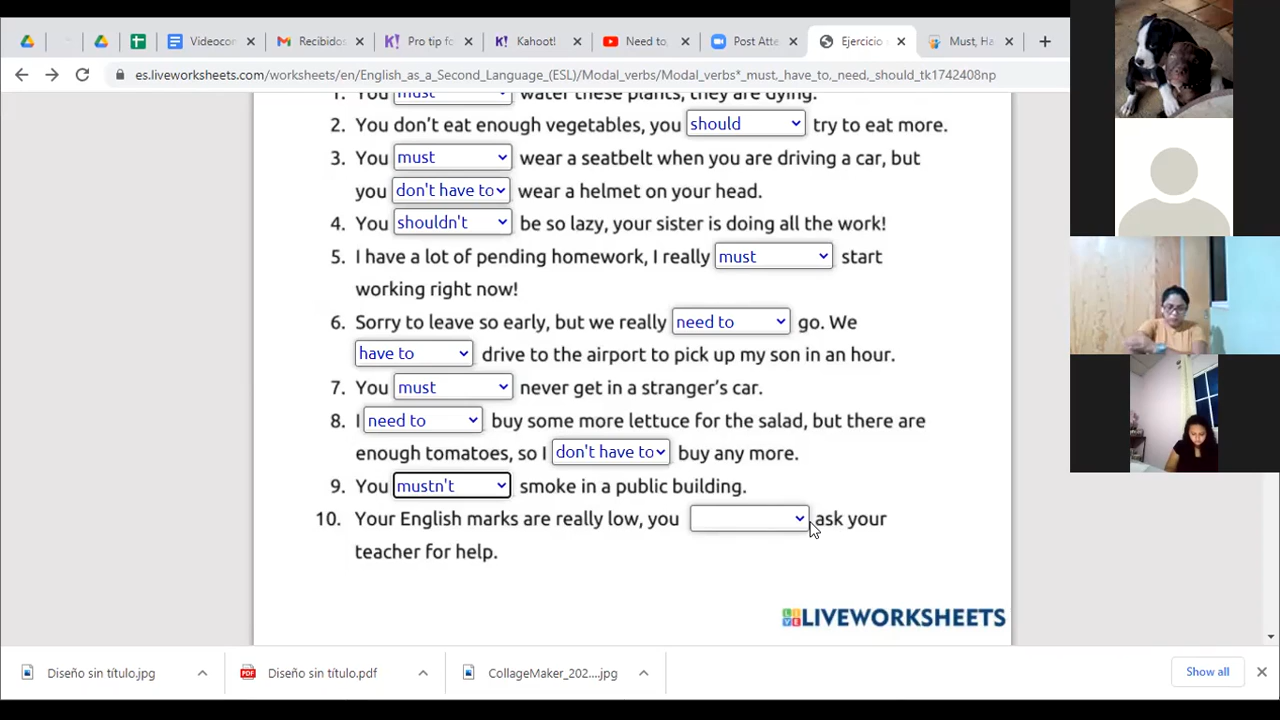 Videocor
Recibidos
Pro tip fo
Kahoot!
Need to,
Post Atte
Ejercicio
Must, Ha
es.liveworksheets.com/worksheets/en/English_as_a_Second_Language_(ESL)/Modal_verbs/Modal_verbs*_must,_have_to,_need,_should_tk1742408np
1. You must water these plants, they are dying.
2. You don't eat enough vegetables, you should try to eat more.
3. You must wear a seatbelt when you are driving a car, but
you don't have to wear a helmet on your head.
4. You shouldn't be so lazy, your sister is doing all the work!
5. I have a lot of pending homework, I really must start
working right now!
6. Sorry to leave so early, but we really need to go. We
have to drive to the airport to pick up my son in an hour.
7. You must never get in a stranger's car.
8. I need to buy some more lettuce for the salad, but there are
enough tomatoes, so I don't have to buy any more.
9. You mustn't smoke in a public building.
10. Your English marks are really low, you ask your
teacher for help.
LIVEWORKSHEETS
Diseño sin título.jpg
Diseño sin título.pdf
CollageMaker_202....jpg
Show all